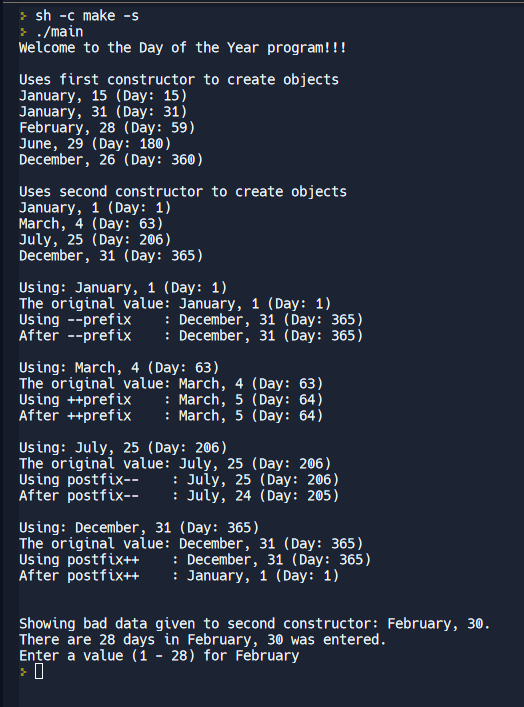 > sh -c make -s
> ./main
Welcome to the Day of the Year program!!!

Uses first constructor to create objects
January, 15 (Day: 15)
January, 31 (Day: 31)
February, 28 (Day: 59)
June, 29 (Day: 180)
December, 26 (Day: 360)

Uses second constructor to create objects
January, 1 (Day: 1)
March, 4 (Day: 63)
July, 25 (Day: 206)
December, 31 (Day: 365)

Using: January, 1 (Day: 1)
The original value: January, 1 (Day: 1)
Using --prefix    : December, 31 (Day: 365)
After --prefix    : December, 31 (Day: 365)

Using: March, 4 (Day: 63)
The original value: March, 4 (Day: 63)
Using ++prefix    : March, 5 (Day: 64)
After ++prefix    : March, 5 (Day: 64)

Using: July, 25 (Day: 206)
The original value: July, 25 (Day: 206)
Using postfix--    : July, 25 (Day: 206)
After postfix--    : July, 24 (Day: 205)

Using: December, 31 (Day: 365)
The original value: December, 31 (Day: 365)
Using postfix++    : December, 31 (Day: 365)
After postfix++    : January, 1 (Day: 1)


Showing bad data given to second constructor: February, 30.
There are 28 days in February, 30 was entered.
Enter a value (1 - 28) for February
>